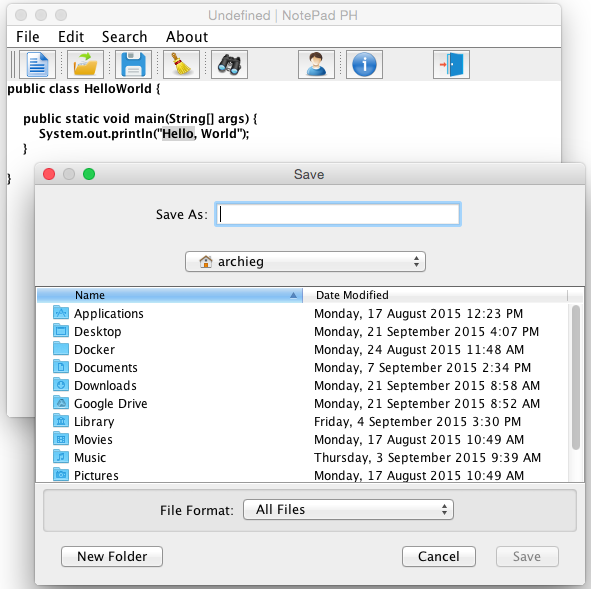 Undefined | NotePad PH
File Edit Search About
public class HelloWorld {
public static void main(String[] args) {
System.out.println("Hello, World");
}
}
Save
Save As:
archieg
Name Date Modified
Applications Monday, 17 August 2015 12:23 PM
Desktop Monday, 21 September 2015 4:07 PM
Docker Monday, 24 August 2015 11:48 AM
Documents Monday, 7 September 2015 2:34 PM
Downloads Monday, 21 September 2015 8:58 AM
Google Drive Monday, 21 September 2015 8:52 AM
Library Friday, 4 September 2015 3:30 PM
Movies Monday, 17 August 2015 10:49 AM
Music Thursday, 3 September 2015 9:39 AM
Pictures Monday, 17 August 2015 10:49 AM
File Format: All Files
New Folder Cancel Save